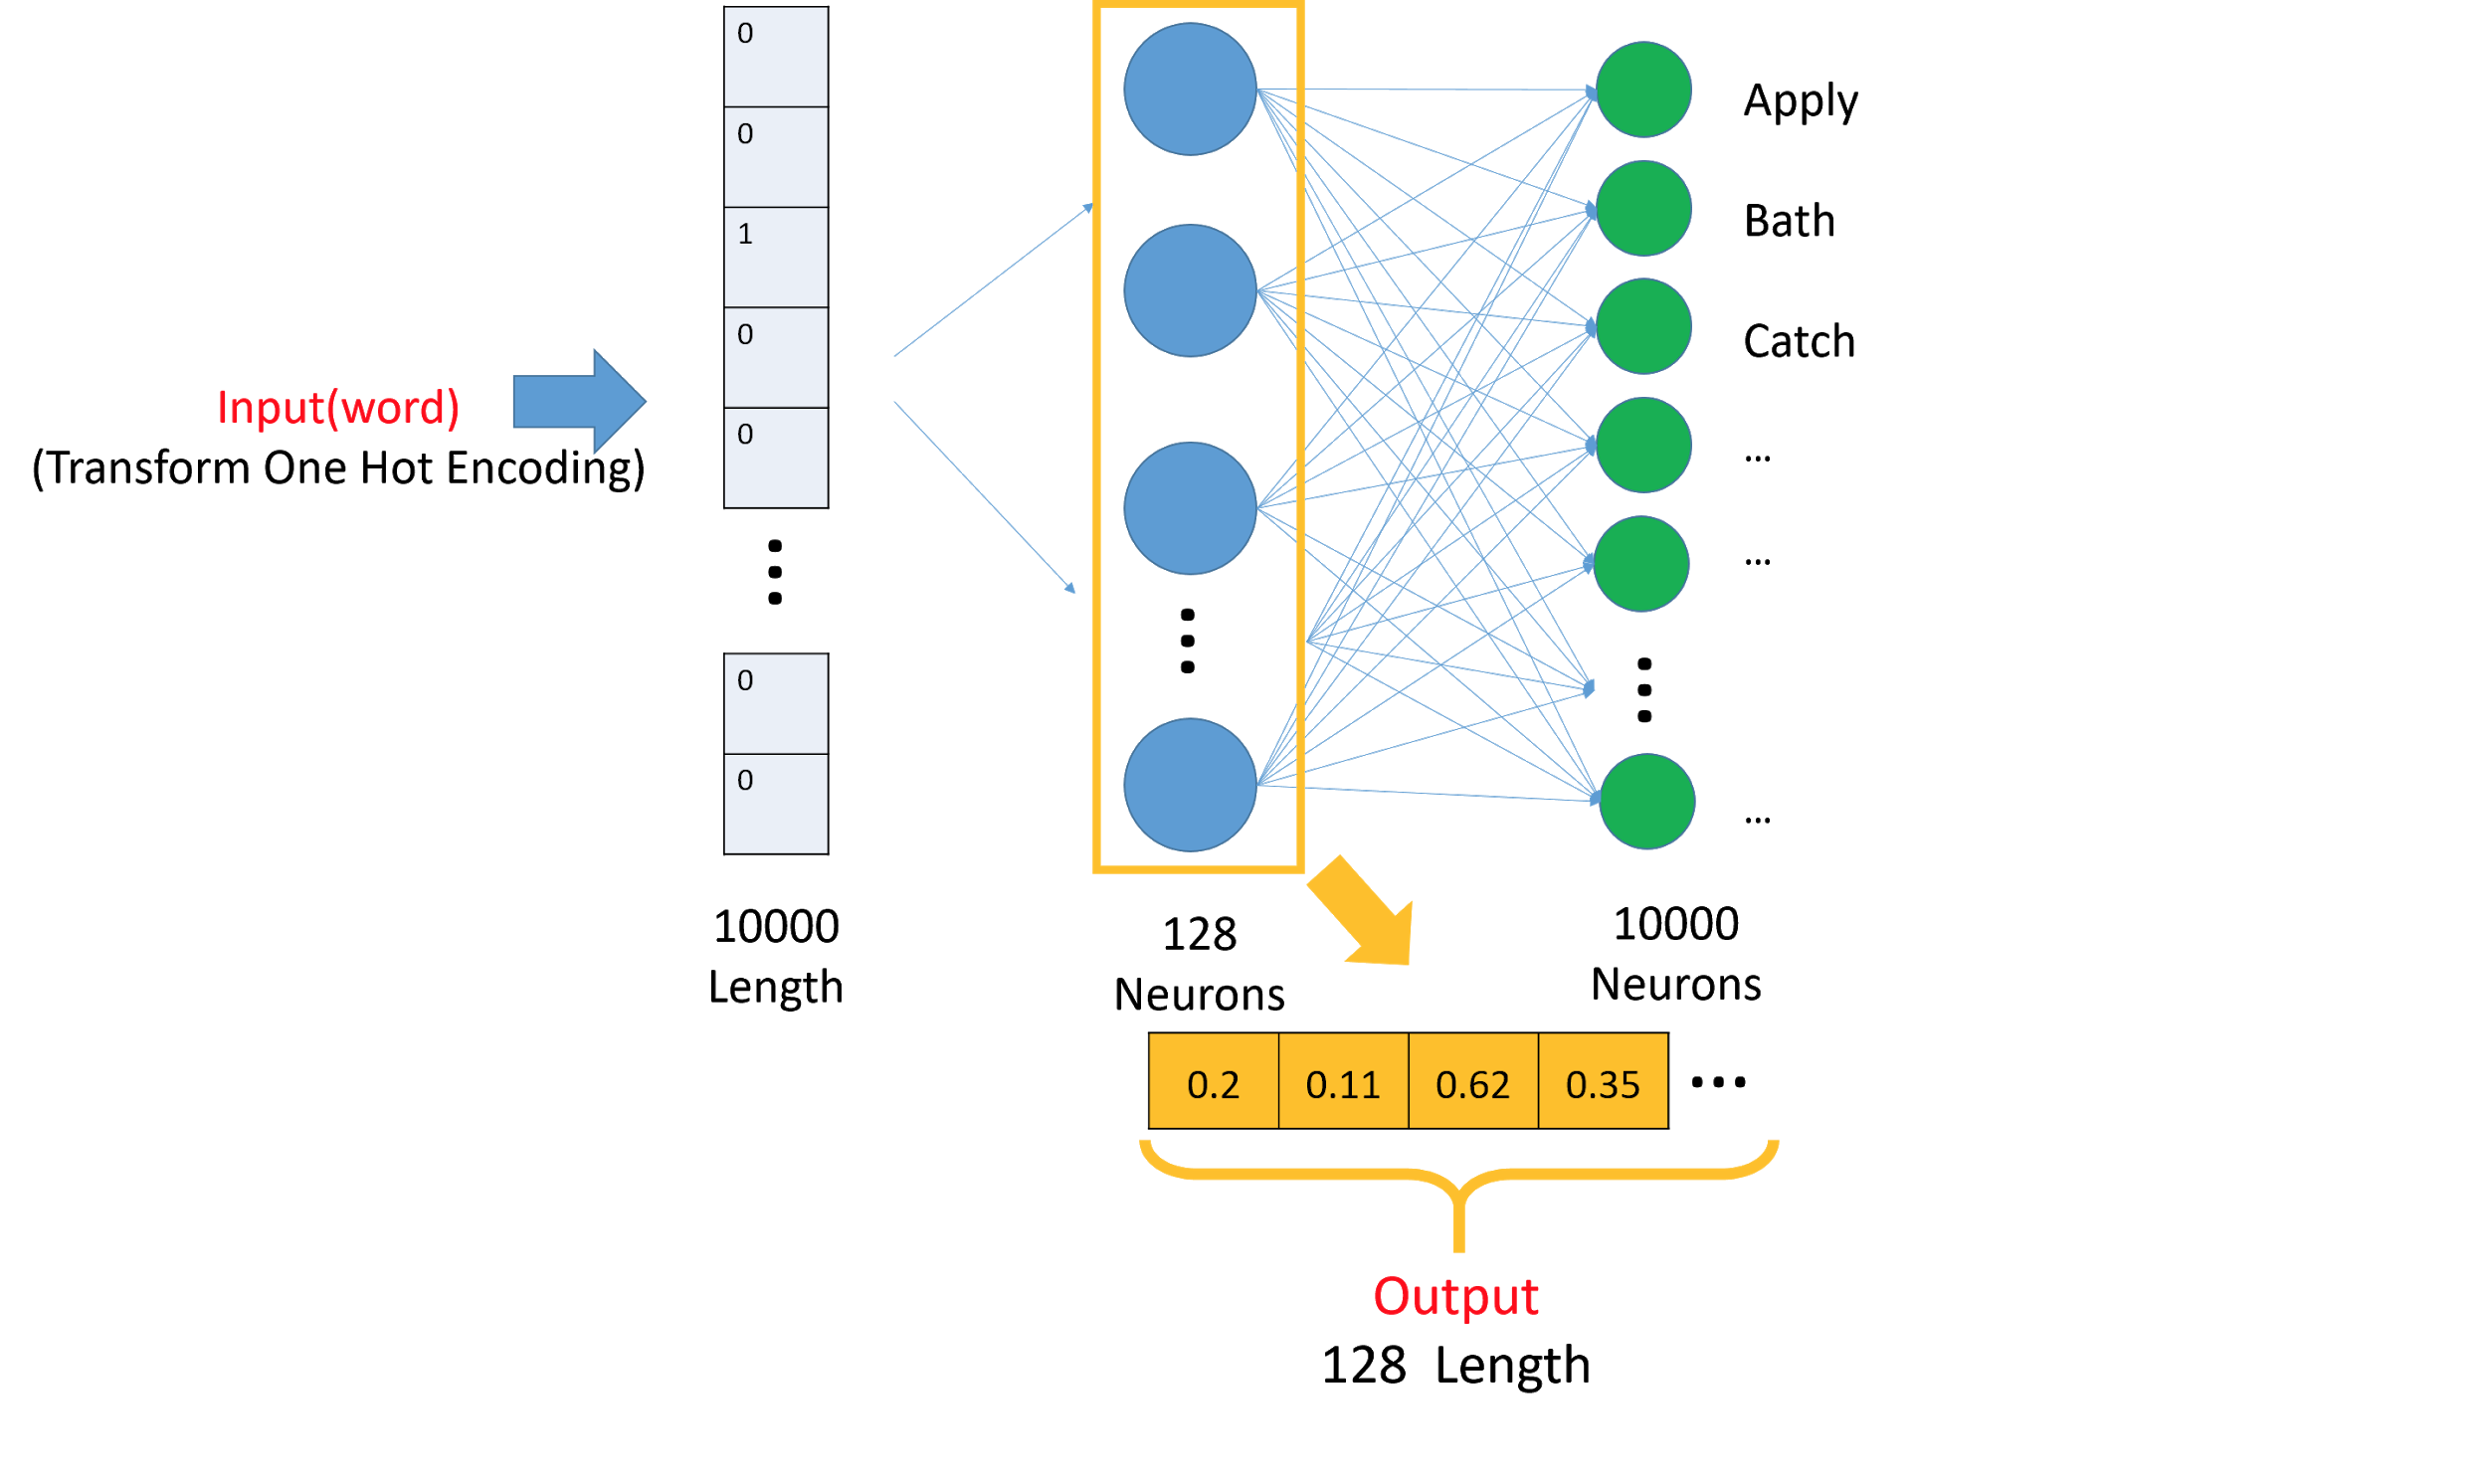 0
0
1
0
0
0
0
Input(word)
(Transform One Hot Encoding)
10000
Length
128
Neurons
Apply
Bath
Catch
...
...
...
10000
Neurons
0.2 0.11 0.62 0.35 ...
Output
128 Length